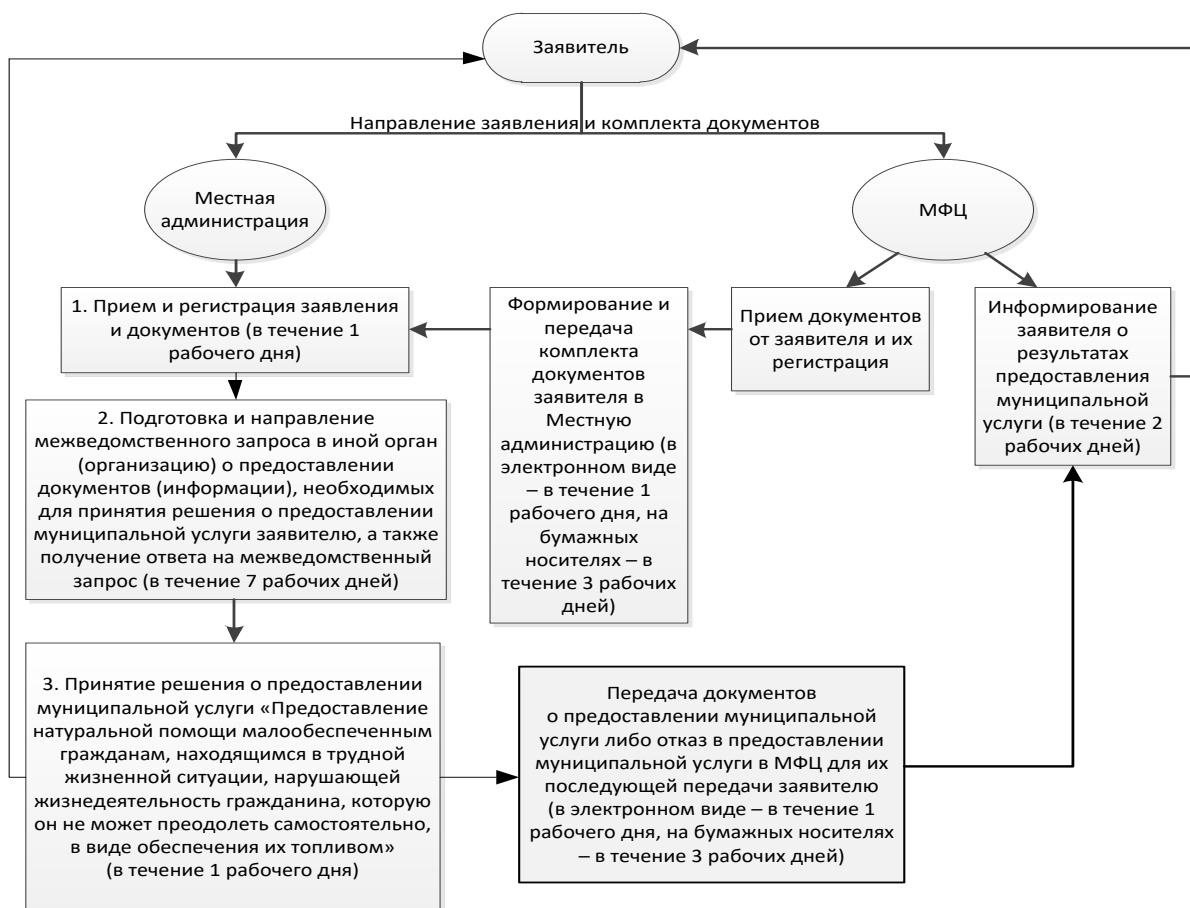 Заявитель
Направление заявления и комплекта документов
Местная
администрация
МФЦ
1. Прием и регистрация заявления
и документов (в течение 1
рабочего дня)
Формирование и
передача
комплекта
документов
заявителя в
Местную
администрацию (в
электронном виде
– в течение 1
рабочего дня, на
бумажных
носителях – в
течение 3 рабочих
дней)
Прием документов
от заявителя и их
регистрация
Информирование
заявителя о
результатах
предоставления
муниципальной
услуги (в течение 2
рабочих дней)
2. Подготовка и направление
межведомственного запроса в иной орган
(организацию) о предоставлении
документов (информации), необходимых
для принятия решения о предоставлении
муниципальной услуги заявителю, а также
получение ответа на межведомственный
запрос (в течение 7 рабочих дней)
3. Принятие решения о предоставлении
муниципальной услуги «Предоставление
натуральной помощи малообеспеченным
гражданам, находящимся в трудной
жизненной ситуации, нарушающей
жизнедеятельность гражданина, которую
он не может преодолеть самостоятельно,
в виде обеспечения их топливом»
(в течение 1 рабочего дня)
Передача документов
о предоставлении муниципальной
услуги либо отказ в предоставлении
муниципальной услуги в МФЦ для их
последующей передачи заявителю
(в электронном виде – в течение 1
рабочего дня, на бумажных носителях
– в течение 3 рабочих дней)